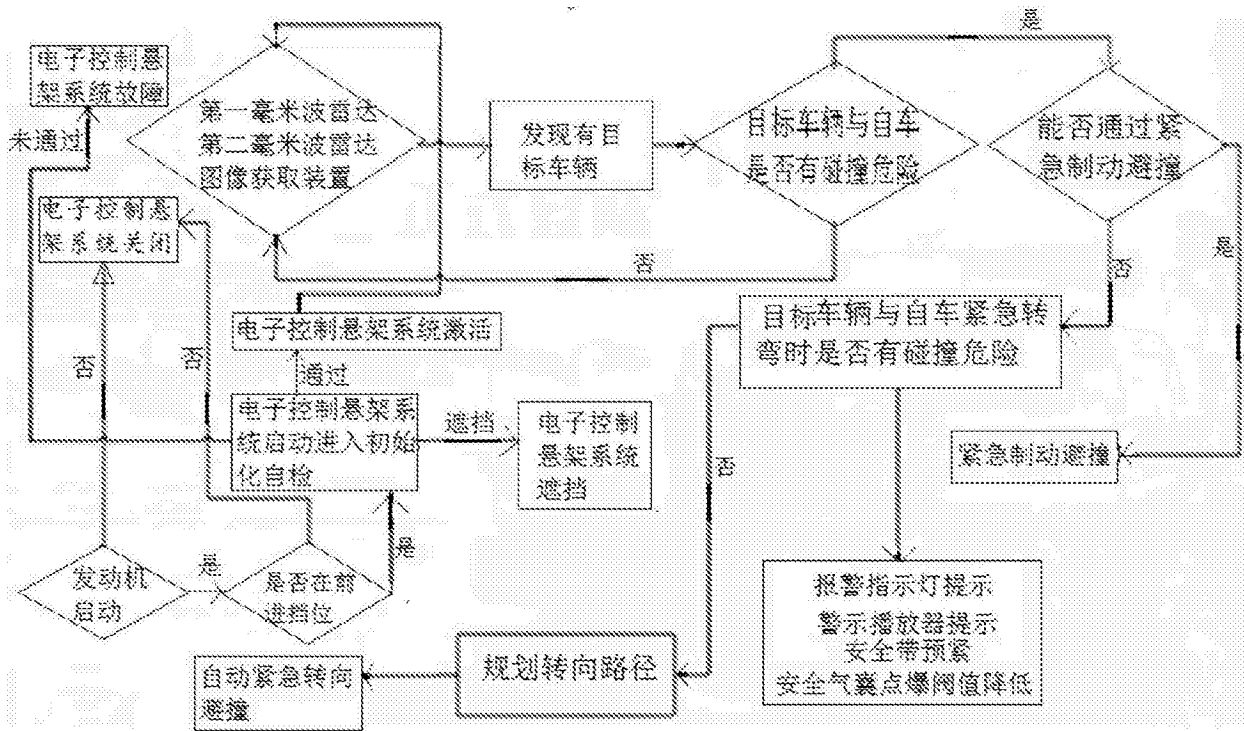 电子控制悬
架系统故障
未通过
第一毫米波雷达
第二毫米波雷达
图像获取装置
发现有目
标车辆
目标车辆与自车
是否有碰撞危险
是
能否通过紧
急制动避撞
电子控制悬
架系统关闭
否
否
是
目标车辆与自车紧急转
弯时是否有碰撞危险
电子控制悬架系统激活
通过
否
否
电子控制悬架系
统启动进入初始
化自检
遮挡
电子控制
悬架系统
遮挡
否
紧急制动避撞
发动机
启动
是
是否在前
进挡位
是
报警指示灯提示
警示播放器提示
安全带预紧
安全气囊点爆阀值降低
规划转向路径
自动紧急转向
避撞